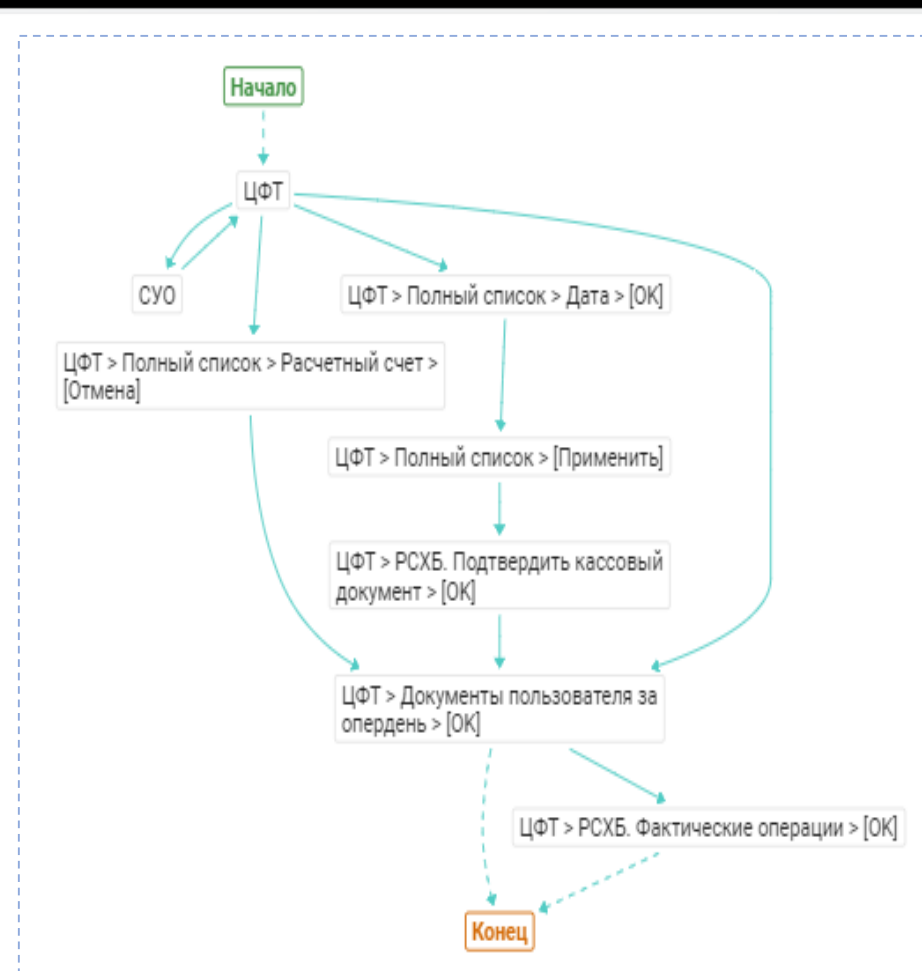 Начало
ЦФТ
СУО
ЦФТ > Полный список > Дата > [OK]
ЦФТ > Полный список > Расчетный счет >
[Отмена]
ЦФТ > Полный список > [Применить]
ЦФТ > РСХБ. Подтвердить кассовый
документ > [OK]
ЦФТ > Документы пользователя за
опердень > [OK]
ЦФТ > РСХБ. Фактические операции > [OK]
Конец